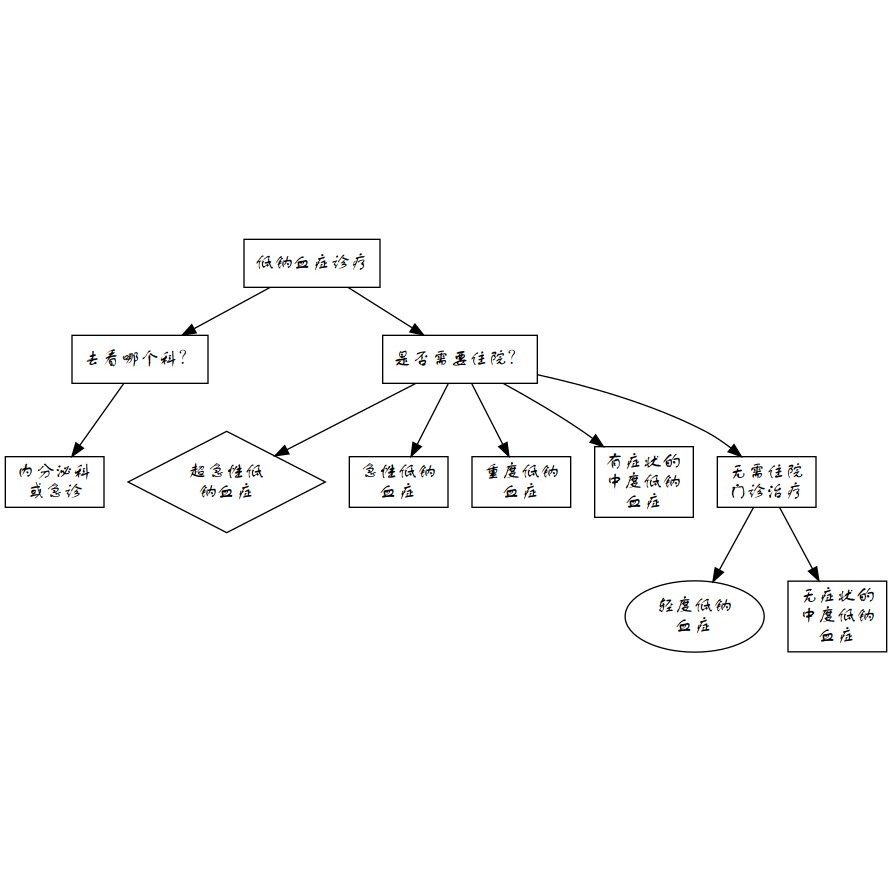 低钠血症诊疗
去看哪个科？
是否需要住院？
内分泌科
或急诊
超急性低
钠血症
急性低钠
血症
重度低钠
血症
有症状的
中度低钠
血症
无需住院
门诊治疗
轻度低钠
血症
无症状的
中度低钠
血症